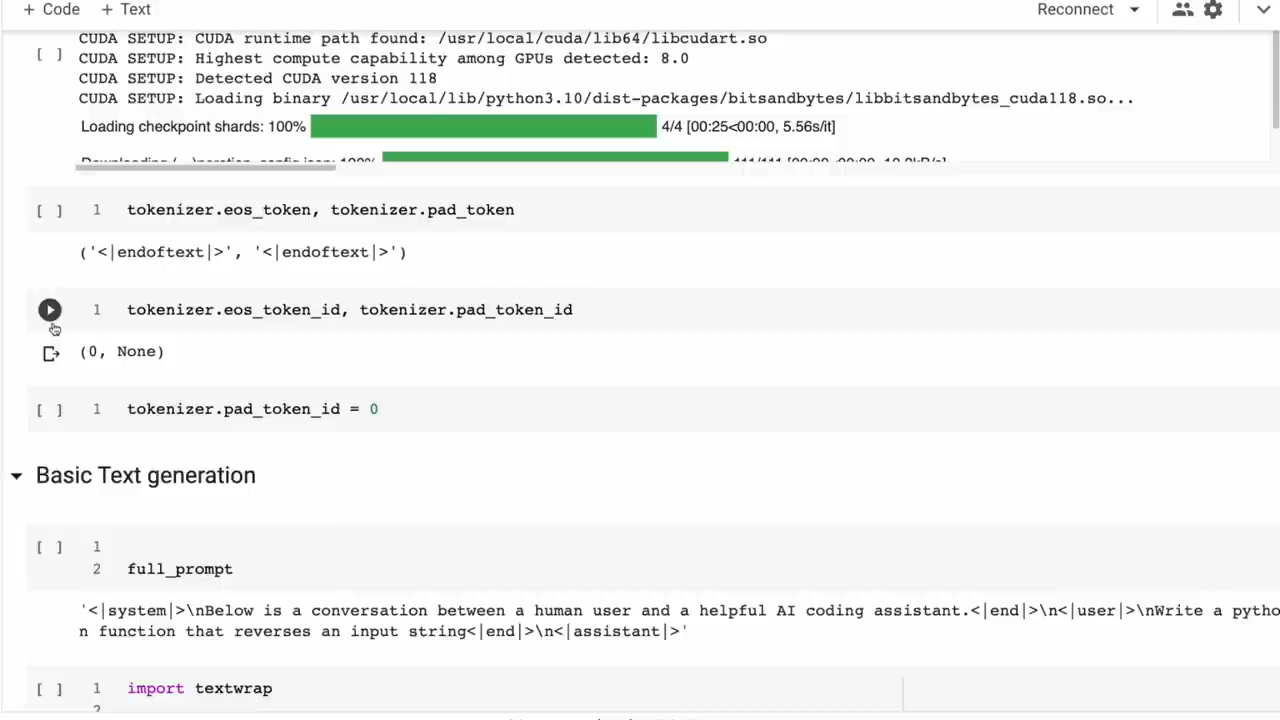 + Code + Text Reconnect
[ ] CUDA SETUP: CUDA runtime path found: /usr/local/cuda/lib64/libcudart.so
CUDA SETUP: Highest compute capability among GPUs detected: 8.0
CUDA SETUP: Detected CUDA version 118
CUDA SETUP: Loading binary /usr/local/lib/python3.10/dist-packages/bitsandbytes/libbitsandbytes_cuda118.so...
Loading checkpoint shards: 100% 4/4 [00:25<00:00, 5.56s/it]
[ ] 1 tokenizer.eos_token, tokenizer.pad_token
('<|endoftext|>', '<|endoftext|>')
1 tokenizer.eos_token_id, tokenizer.pad_token_id
(0, None)
[ ] 1 tokenizer.pad_token_id = 0
Basic Text generation
[ ] 1
2 full_prompt
'<|system|>\nBelow is a conversation between a human user and a helpful AI coding assistant.<|end|>\n<|user|>\nWrite a pytho
n function that reverses an input string<|end|>\n<|assistant|>'
[ ] 1 import textwrap
2